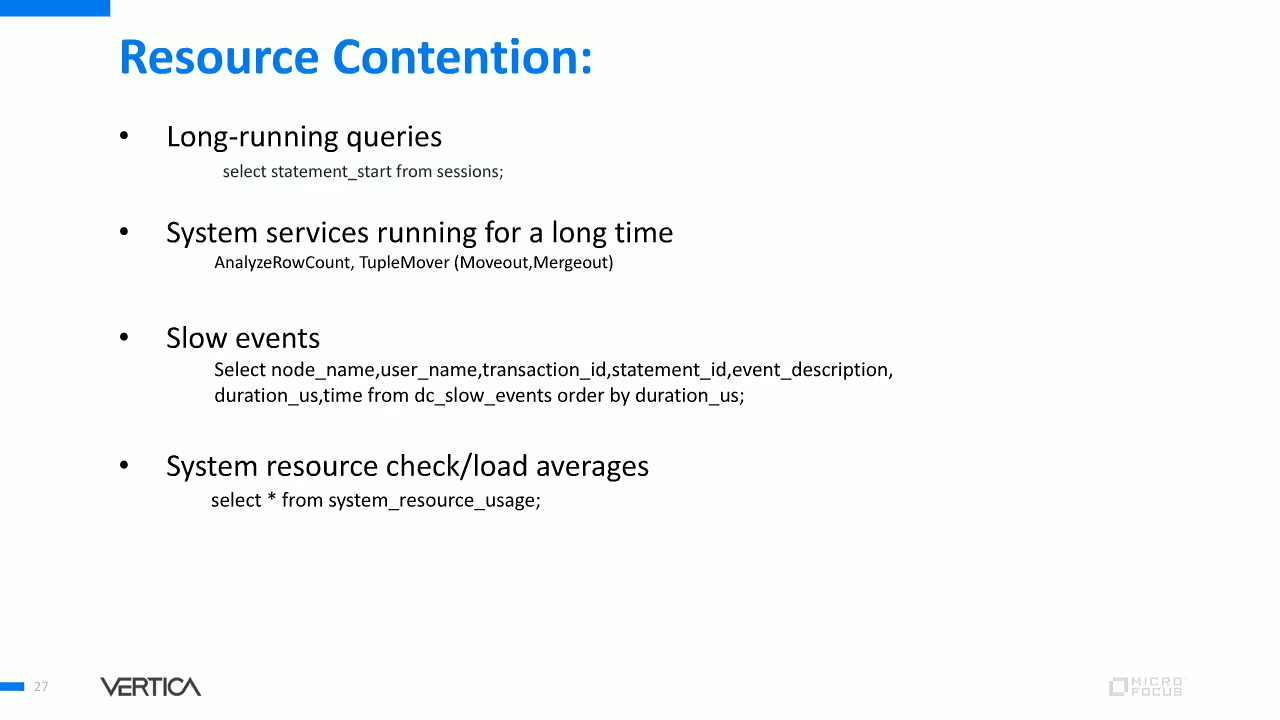 Resource Contention:
• Long-running queries
select statement_start from sessions;
• System services running for a long time
AnalyzeRowCount, TupleMover (Moveout,Mergeout)
• Slow events
Select node_name,user_name,transaction_id,statement_id,event_description,
duration_us,time from dc_slow_events order by duration_us;
• System resource check/load averages
select * from system_resource_usage;
27
VERTICA
MICRO
FOCUS